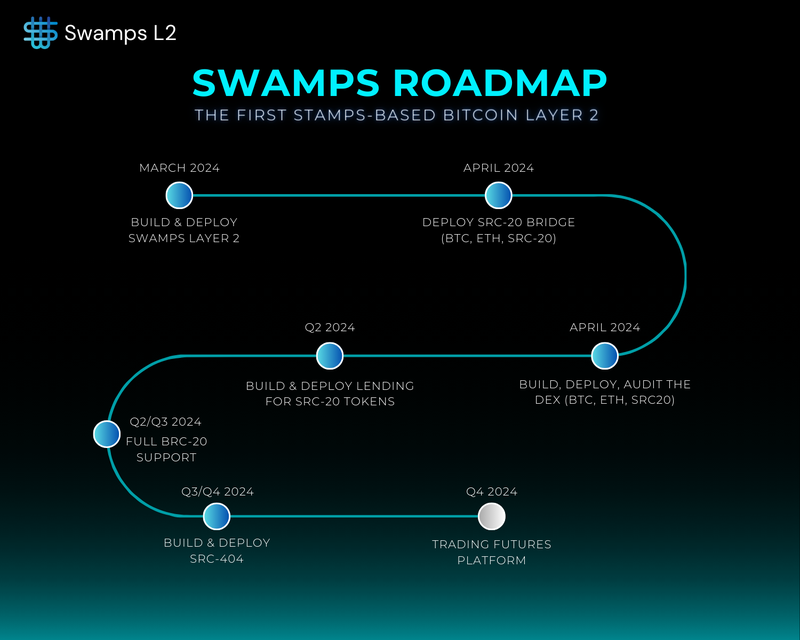 Swamps L2
SWAMPS ROADMAP
THE FIRST STAMPS-BASED BITCOIN LAYER 2
MARCH 2024
BUILD & DEPLOY
SWAMPS LAYER 2
APRIL 2024
DEPLOY SRC-20 BRIDGE
(BTC, ETH, SRC-20)
APRIL 2024
BUILD, DEPLOY, AUDIT THE
DEX (BTC, ETH, SRC20)
Q2 2024
BUILD & DEPLOY LENDING
FOR SRC-20 TOKENS
Q2/Q3 2024
FULL BRC-20
SUPPORT
Q3/Q4 2024
BUILD & DEPLOY
SRC-404
Q4 2024
TRADING FUTURES
PLATFORM